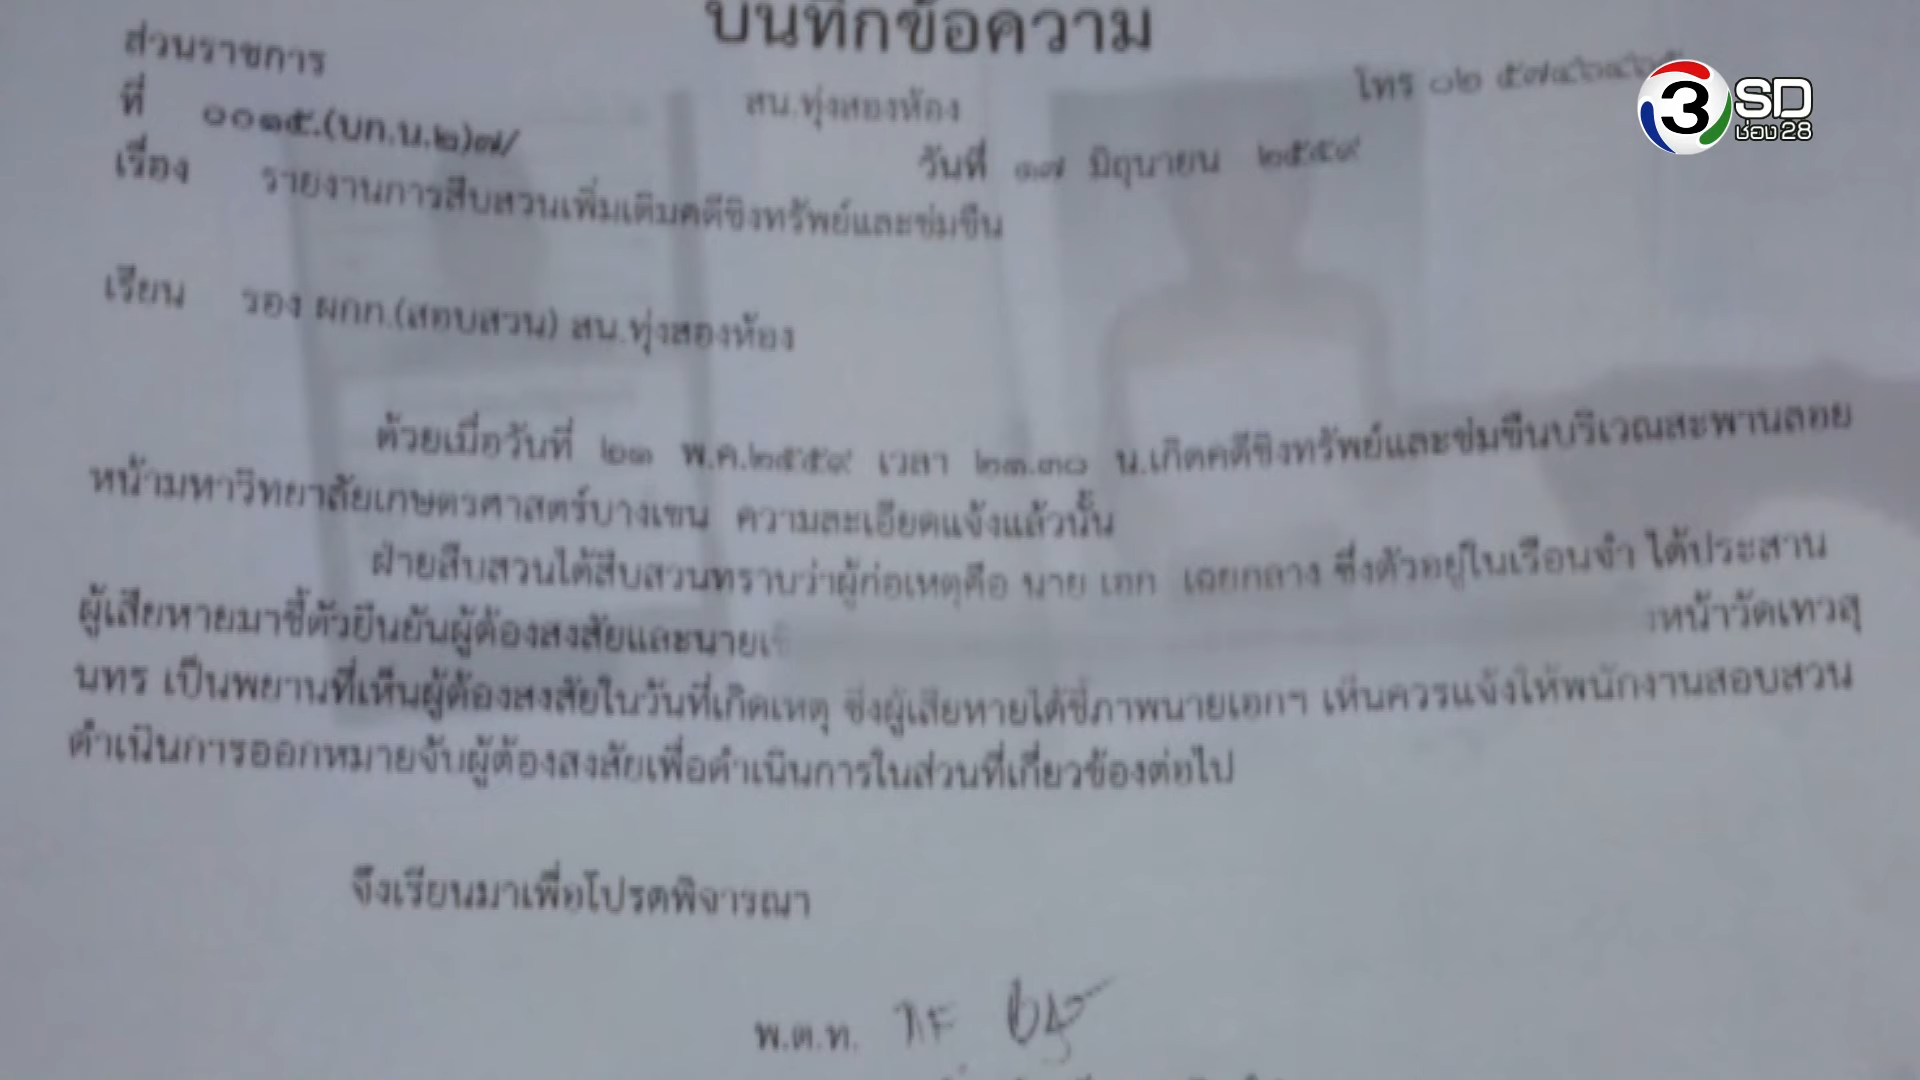 บันทึกข้อความ
ส่วนราชการ สน.ทุ่งสองห้อง โทร ๐๒
ที่ ๐๐๑๕.(บก.น.๒)๗/ วันที่ ๑๗ มิถุนายน ๒๕๕๙
เรื่อง รายงานการสืบสวนเพิ่มเติมคดีชิงทรัพย์และข่มขืน
เรียน รอง ผกก.(สอบสวน) สน.ทุ่งสองห้อง
ด้วยเมื่อวันที่ ๒๑ พ.ค.๒๕๕๙ เวลา ๒๓.๓๐ น.เกิดคดีชิงทรัพย์และข่มขืนบริเวณสะพานลอย
หน้ามหาวิทยาลัยเกษตรศาสตร์บางเขน ความละเอียดแจ้งแล้วนั้น
ฝ่ายสืบสวนได้สืบสวนทราบว่าผู้ก่อเหตุคือ นาย เอก เฉยกลาง ซึ่งตัวอยู่ในเรือนจำ ได้ประสาน
ผู้เสียหายมาชี้ตัวยืนยันผู้ต้องสงสัยและนาย หน้าวัดเทวสุ
นทร เป็นพยานที่เห็นผู้ต้องสงสัยในวันที่เกิดเหตุ ซึ่งผู้เสียหายได้ชี้ภาพนายเอกฯ เห็นควรแจ้งให้พนักงานสอบสวน
ดำเนินการออกหมายจับผู้ต้องสงสัยเพื่อดำเนินการในส่วนที่เกี่ยวข้องต่อไป
จึงเรียนมาเพื่อโปรดพิจารณา
พ.ต.ท.
3 SD
ช่อง 28